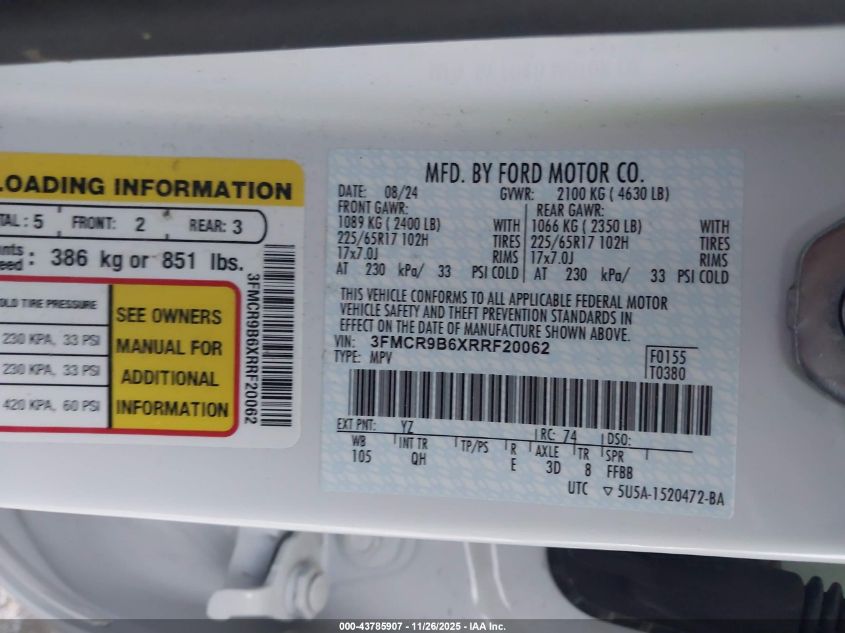 LOADING INFORMATION
TAL : 5 FRONT: 2 REAR: 3
386 kg or 851 lbs.
OLD TIRE PRESSURE
230 KPA, 33 PSI
230 KPA, 33 PSI
420 KPA, 60 PSI
SEE OWNERS
MANUAL FOR
ADDITIONAL
INFORMATION
3FMCR9B6XRRF20062
MFD. BY FORD MOTOR CO.
DATE: 08/24 GVWR: 2100 KG ( 4630 LB)
FRONT GAWR: REAR GAWR:
1089 KG ( 2400 LB) WITH 1066 KG ( 2350 LB) WITH
225/65R17 102H TIRES 225/65R17 102H TIRES
17x7.0J RIMS 17x7.0J RIMS
AT 230 kPa/ 33 PSI COLD AT 230 kPa/ 33 PSI COLD
THIS VEHICLE CONFORMS TO ALL APPLICABLE FEDERAL MOTOR
VEHICLE SAFETY AND THEFT PREVENTION STANDARDS IN
EFFECT ON THE DATE OF MANUFACTURE SHOWN ABOVE.
VIN: 3FMCR9B6XRRF20062
TYPE: MPV
F0155
T0380
EXT PNT: YZ RC: 74 DSO:
WB INT TR TP/PS R AXLE TR SPR
105 QH E 3D 8 FFBB
UTC ▽ 5U5A-1520472-BA
000-43785907 - 11/26/2025 - IAA Inc.